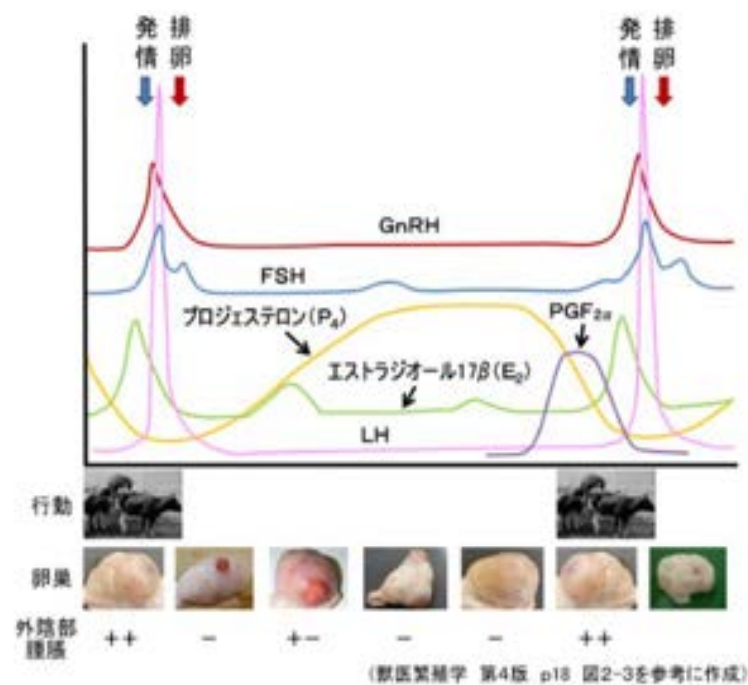 発情 排卵 発情 排卵
GnRH
FSH
プロジェステロン(P₄)
PGF₂α
エストラジオール17β(E₂)
LH
行動
卵巣
外陰部 ++ - +- - - ++
腫脹
(獣医繁殖学 第4版 p18 図2-3を参考に作成)